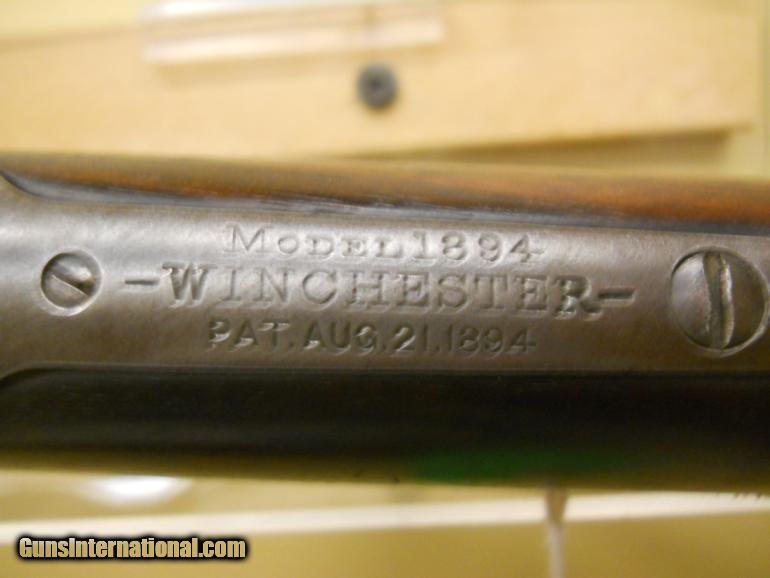 MODEL 1894
-WINCHESTER-
PAT. AUG. 21. 1894
GunsInternational.com